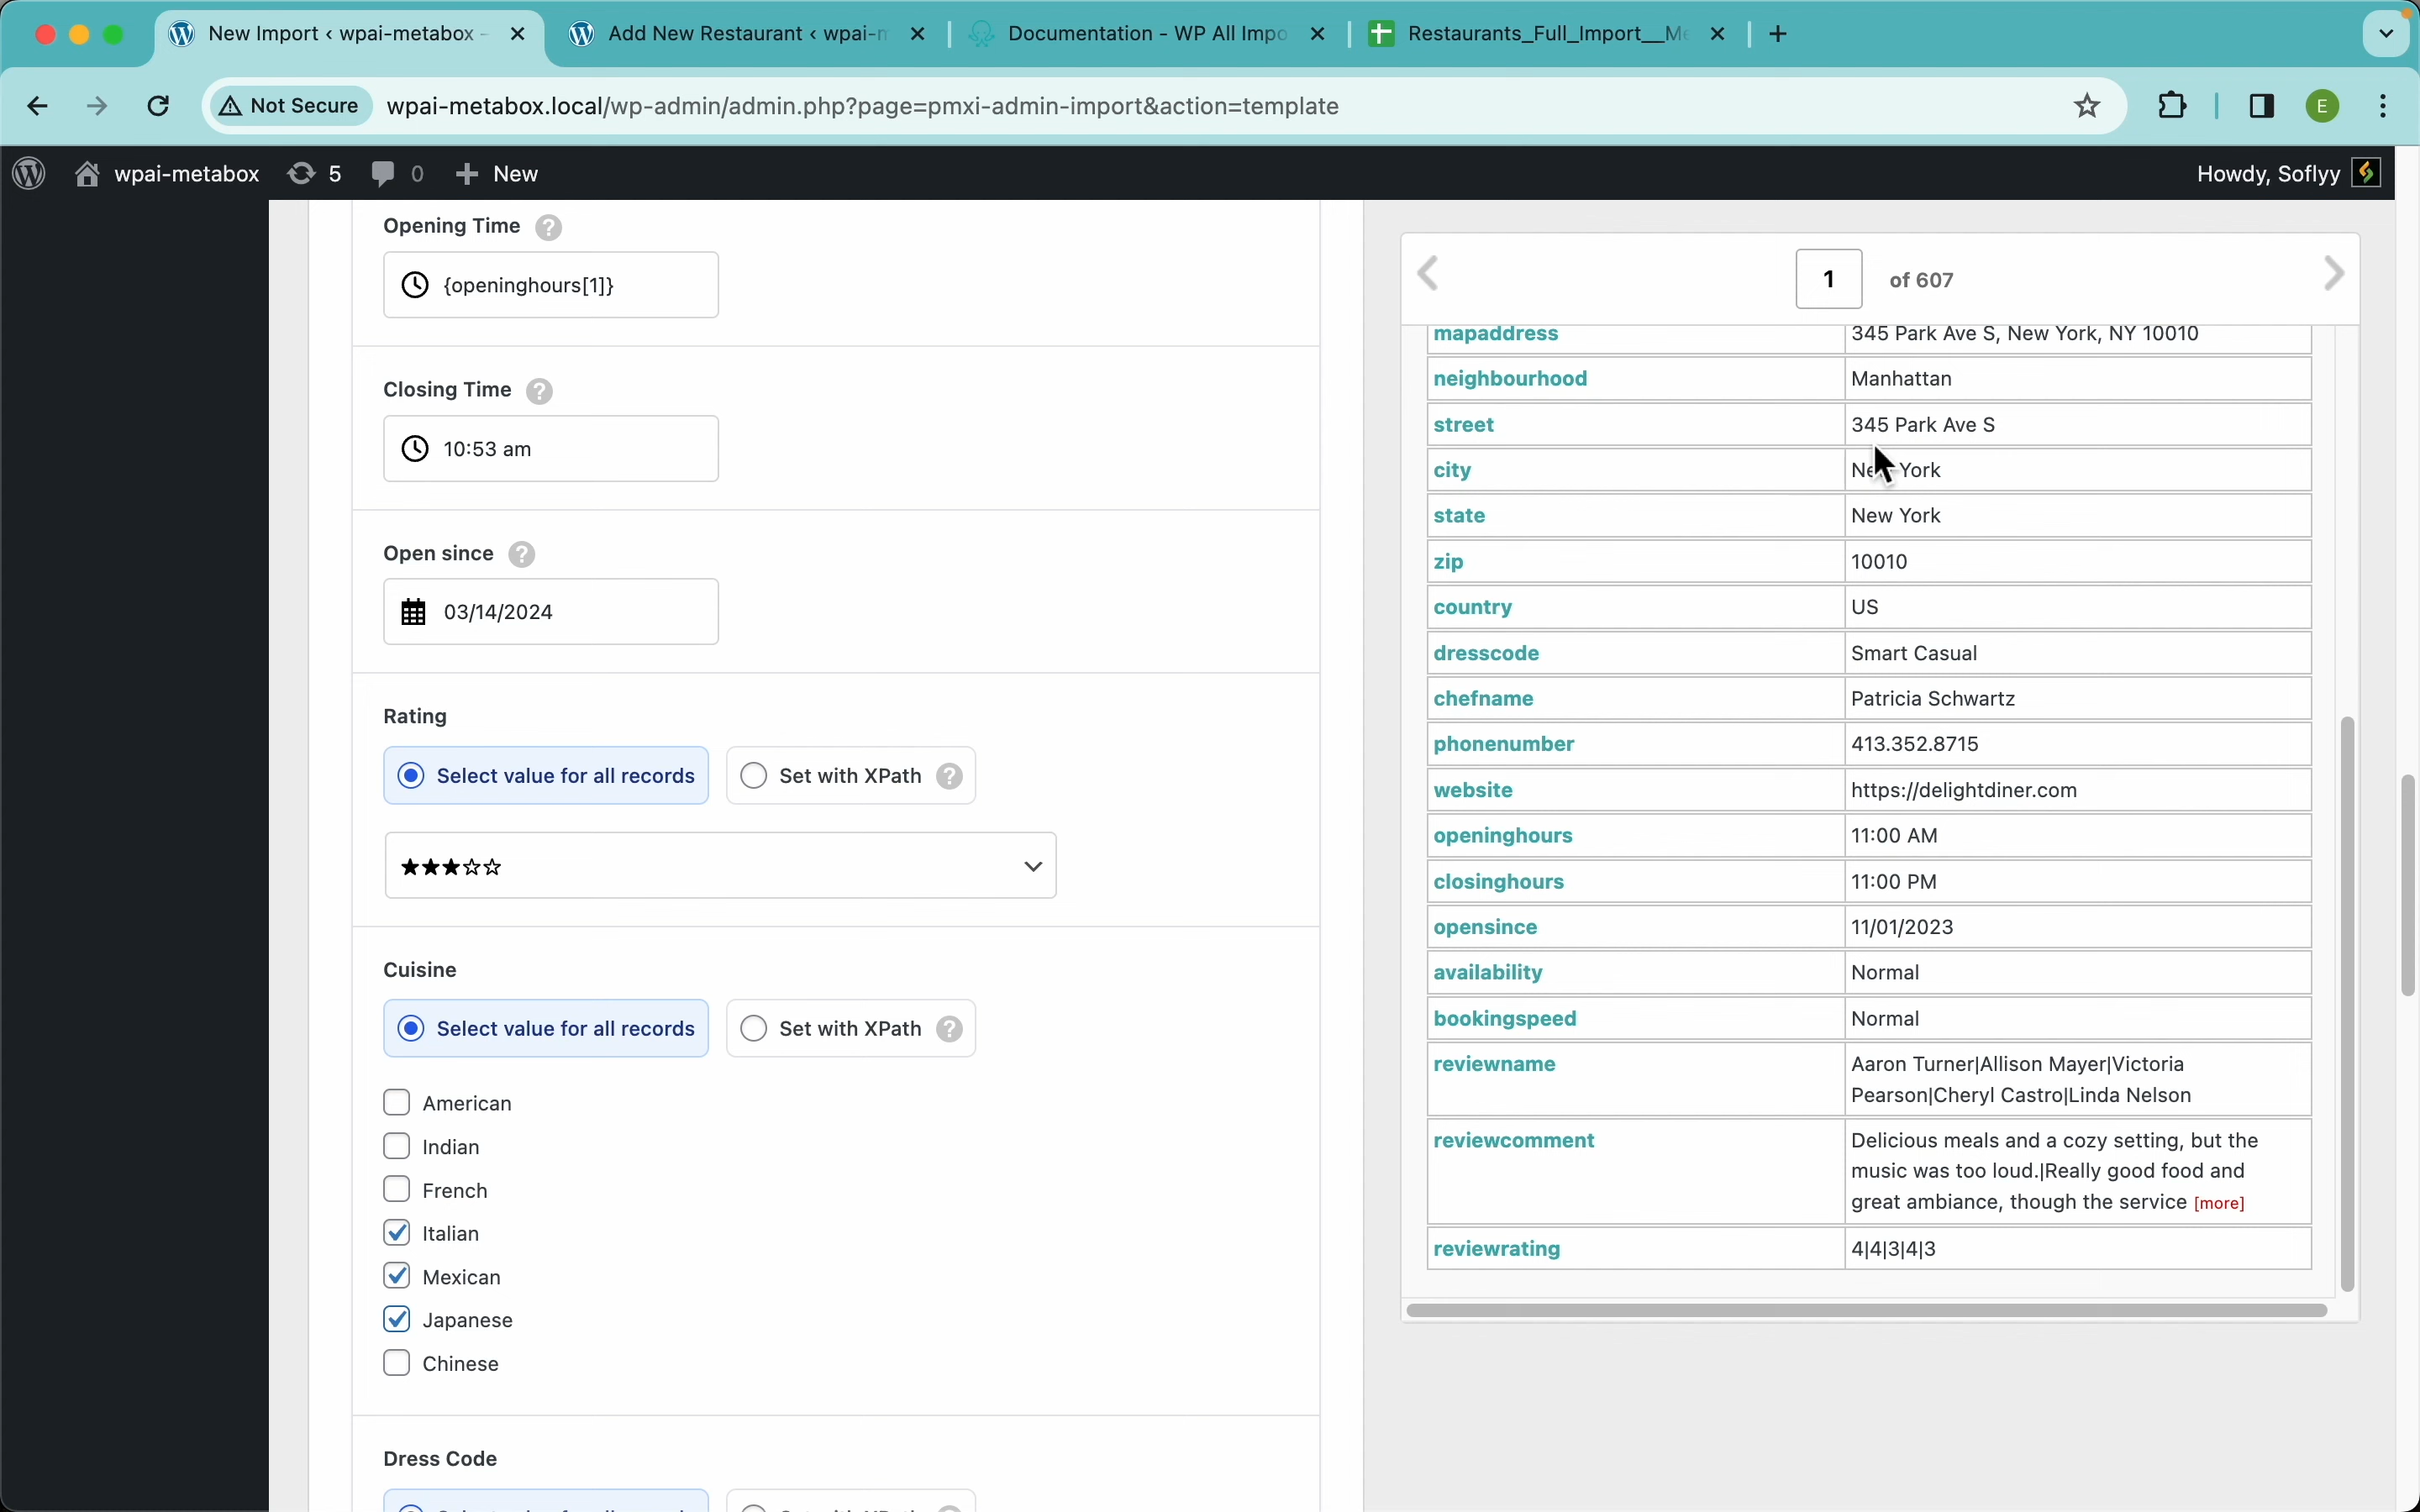 New Import ‹ wpai-metabox -
Add New Restaurant ‹ wpai-m
Documentation - WP All Impo
Restaurants_Full_Import__Me
Not Secure
wpai-metabox.local/wp-admin/admin.php?page=pmxi-admin-import&action=template
E
wpai-metabox
5
0
New
Howdy, Soflyy
Opening Time ?
{openinghours[1]}
Closing Time ?
10:53 am
Open since ?
03/14/2024
Rating
Select value for all records
Set with XPath ?
★★★☆☆
Cuisine
Select value for all records
Set with XPath ?
American
Indian
French
Italian
Mexican
Japanese
Chinese
Dress Code
1 of 607
mapaddress 345 Park Ave S, New York, NY 10010
neighbourhood Manhattan
street 345 Park Ave S
city New York
state New York
zip 10010
country US
dresscode Smart Casual
chefname Patricia Schwartz
phonenumber 413.352.8715
website https://delightdiner.com
openinghours 11:00 AM
closinghours 11:00 PM
opensince 11/01/2023
availability Normal
bookingspeed Normal
reviewname Aaron Turner|Allison Mayer|Victoria
Pearson|Cheryl Castro|Linda Nelson
reviewcomment Delicious meals and a cozy setting, but the
music was too loud.|Really good food and
great ambiance, though the service [more]
reviewrating 4|4|3|4|3